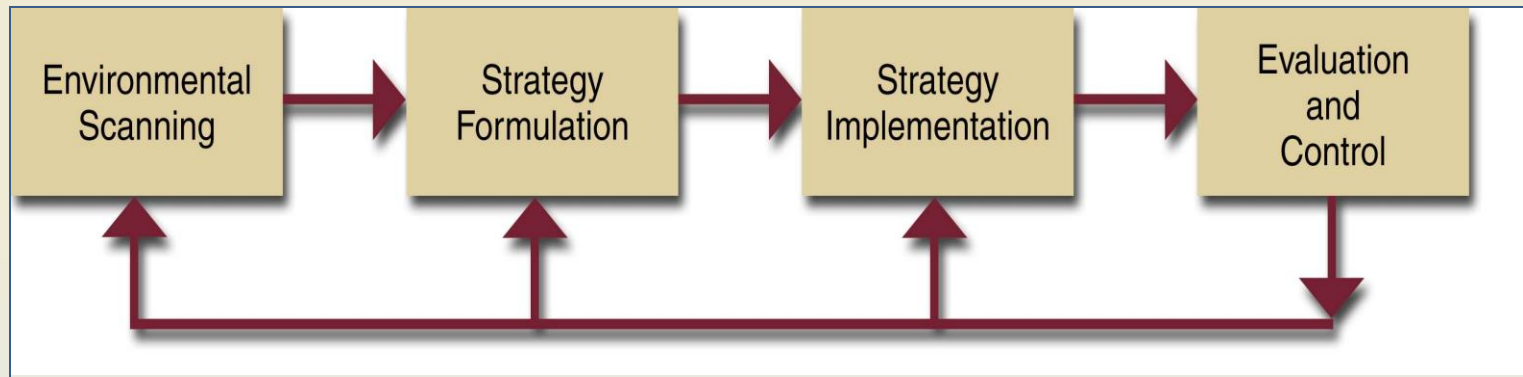 Environmental
Scanning
Strategy
Formulation
Strategy
Implementation
Evaluation
and
Control